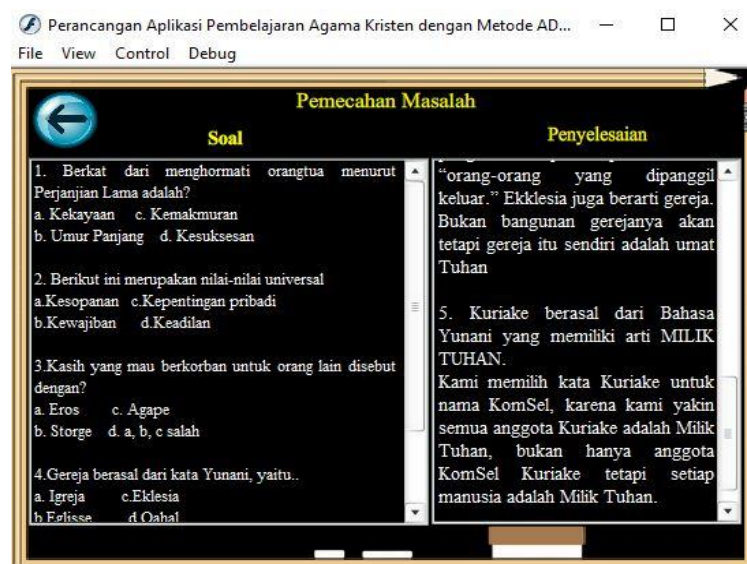 Perancangan Aplikasi Pembelajaran Agama Kristen dengan Metode AD...
File View Control Debug
Pemecahan Masalah
Soal
Penyelesaian
1. Berkat dari menghormati orangtua menurut
Perjanjian Lama adalah?
a. Kekayaan c. Kemakmuran
b. Umur Panjang d. Kesuksesan
2. Berikut ini merupakan nilai-nilai universal
a.Kesopanan c.Kepentingan pribadi
b.Kewajiban d.Keadilan
3.Kasih yang mau berkorban untuk orang lain disebut
dengan?
a. Eros c. Agape
b. Storge d. a, b, c salah
4.Gereja berasal dari kata Yunani, yaitu..
a. Igreja c.Eklesia
b.Eglisse d.Qahal
"orang-orang yang dipanggil
keluar." Ekklesia juga berarti gereja.
Bukan bangunan gerejanya akan
tetapi gereja itu sendiri adalah umat
Tuhan
5. Kuriake berasal dari Bahasa
Yunani yang memiliki arti MILIK
TUHAN.
Kami memilih kata Kuriake untuk
nama KomSel, karena kami yakin
semua anggota Kuriake adalah Milik
Tuhan, bukan hanya anggota
KomSel Kuriake tetapi setiap
manusia adalah Milik Tuhan.